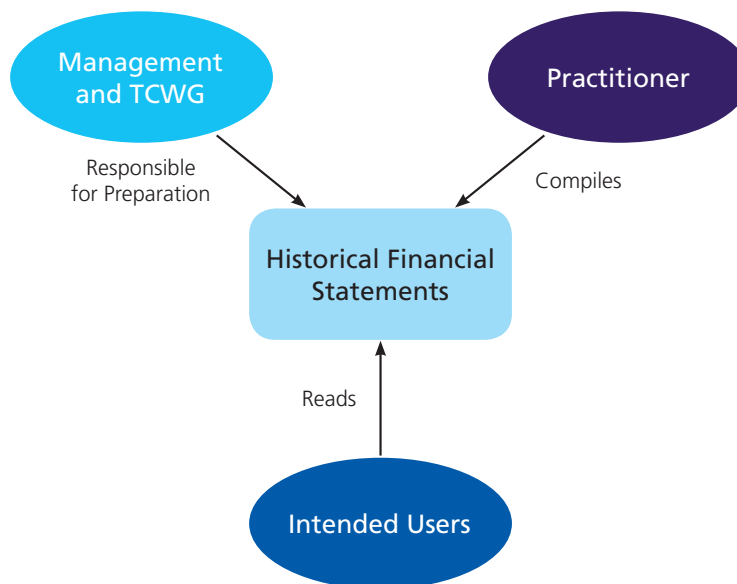 Management
and TCWG
Practitioner
Responsible
for Preparation
Compiles
Historical Financial
Statements
Reads
Intended Users